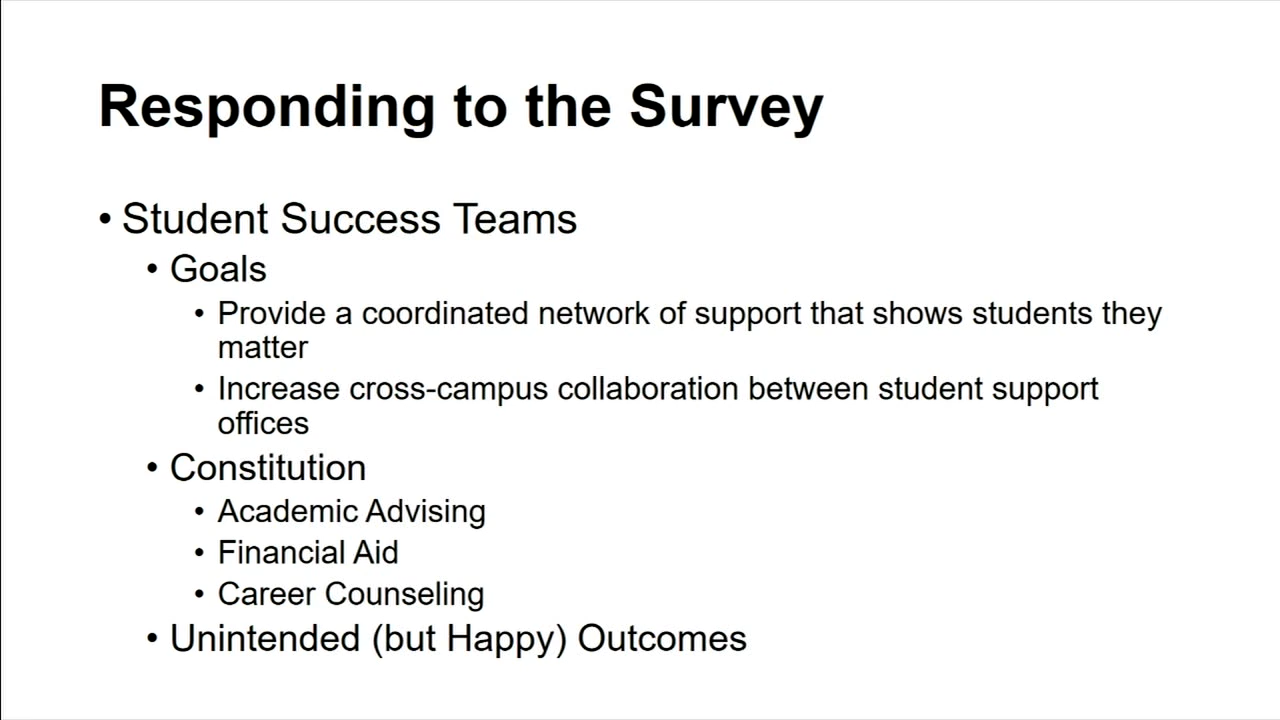 Responding to the Survey
• Student Success Teams
• Goals
• Provide a coordinated network of support that shows students they
matter
• Increase cross-campus collaboration between student support
offices
• Constitution
• Academic Advising
• Financial Aid
• Career Counseling
• Unintended (but Happy) Outcomes